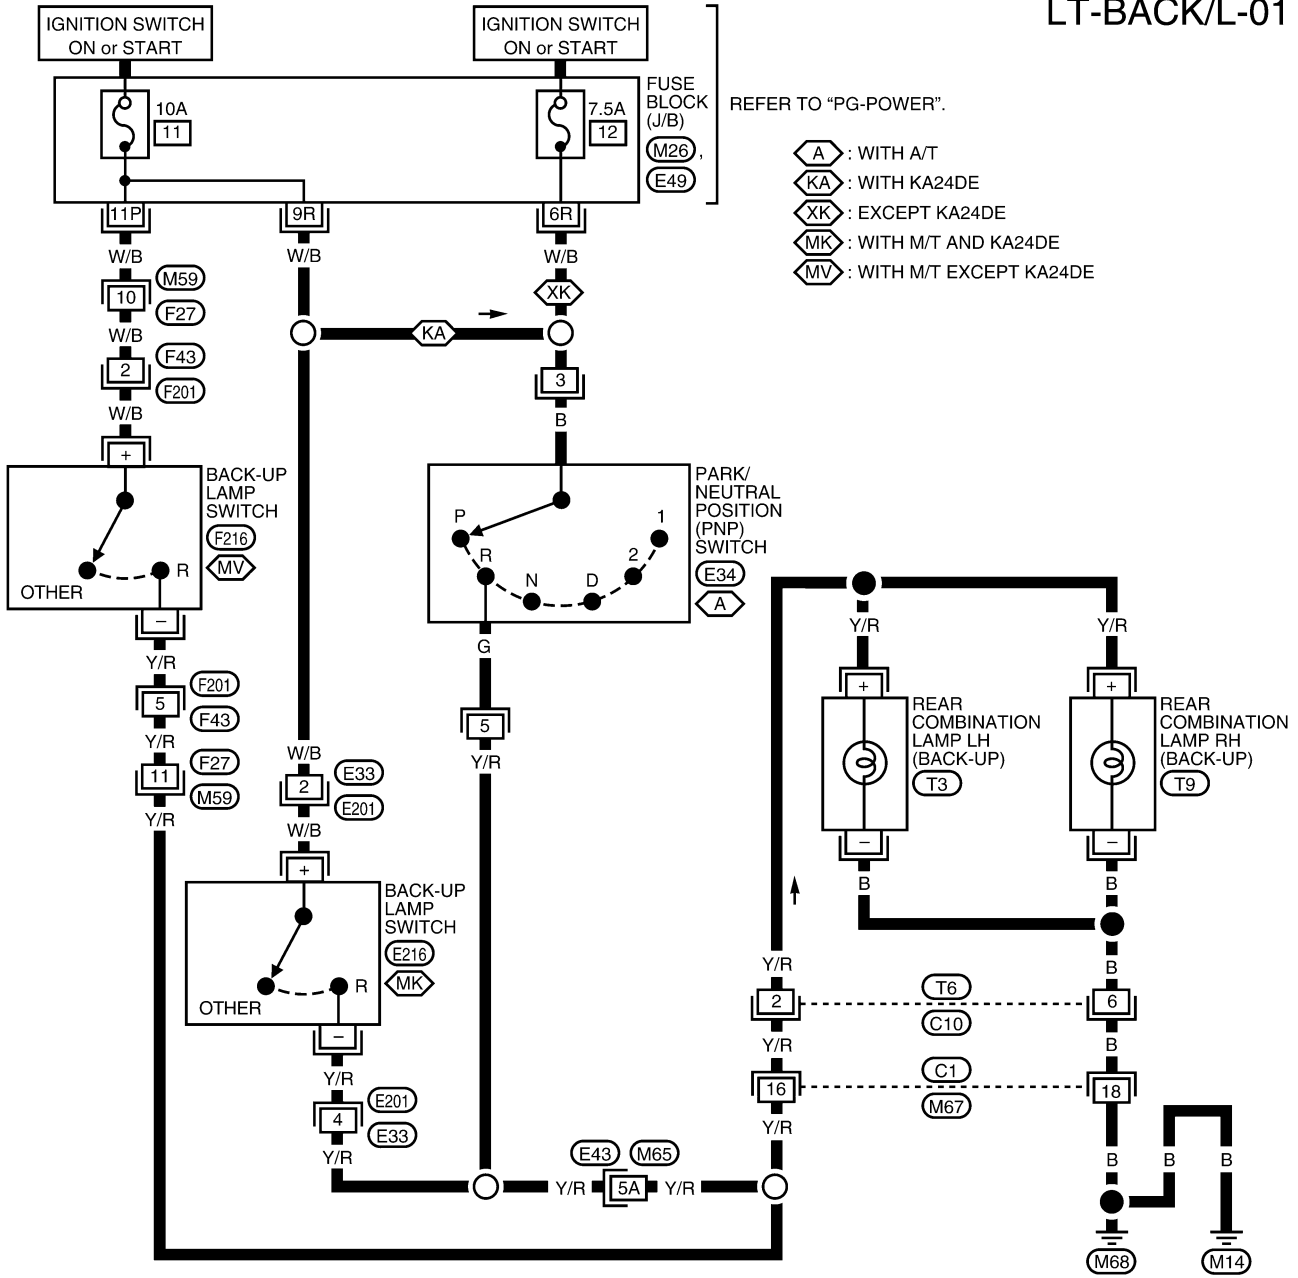 LT-BACK/L-01
IGNITION SWITCH
ON or START
IGNITION SWITCH
ON or START
10A
11
7.5A
12
FUSE
BLOCK
(J/B)
M26 ,
E49
REFER TO “PG-POWER”.
A : WITH A/T
KA : WITH KA24DE
XK : EXCEPT KA24DE
MK : WITH M/T AND KA24DE
MV : WITH M/T EXCEPT KA24DE
11P
9R
6R
W/B
W/B
W/B
10
M59
F27
XK
W/B
KA
2
F43
F201
3
W/B
B
+
BACK-UP
LAMP
SWITCH
F216
MV
OTHER
R
–
PARK/
NEUTRAL
POSITION
(PNP)
SWITCH
E34
A
P
R
N
D
2
1
G
Y/R
5
F201
F43
Y/R
11
F27
M59
Y/R
5
Y/R
W/B
2
E33
E201
W/B
+
BACK-UP
LAMP
SWITCH
E216
MK
OTHER
R
–
Y/R
4
E201
E33
Y/R
Y/R
E43
M65
5A
Y/R
Y/R
Y/R
+
+
REAR
COMBINATION
LAMP LH
(BACK-UP)
T3
REAR
COMBINATION
LAMP RH
(BACK-UP)
T9
–
–
B
B
Y/R
B
2
T6
C10
6
Y/R
B
16
C1
M67
18
Y/R
B
B
B
M68
M14